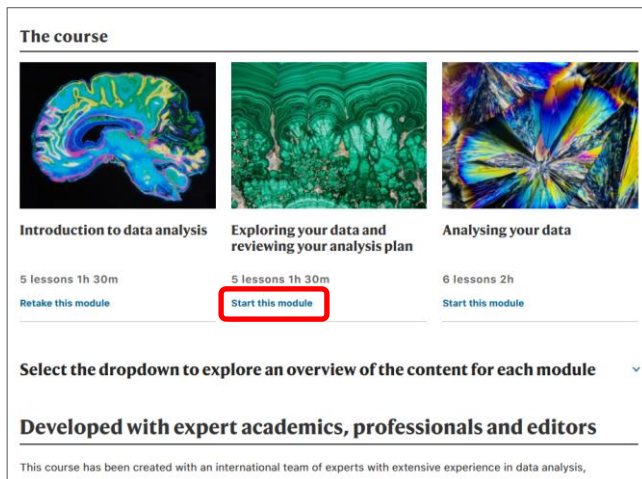 The course
Introduction to data analysis
5 lessons 1h 30m
Retake this module
Exploring your data and
reviewing your analysis plan
5 lessons 1h 30m
Start this module
Analysing your data
6 lessons 2h
Start this module
Select the dropdown to explore an overview of the content for each module
Developed with expert academics, professionals and editors
This course has been created with an international team of experts with extensive experience in data analysis,